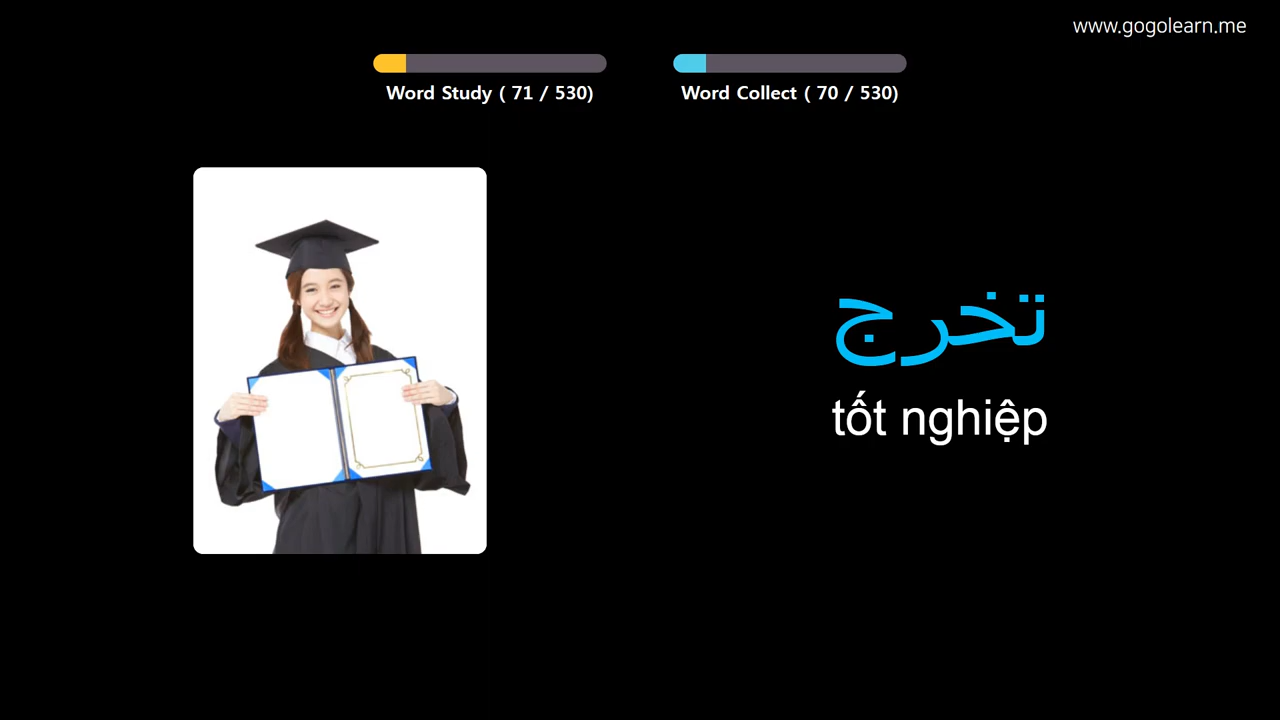 www.gogolearn.me
Word Study ( 71 / 530)
Word Collect ( 70 / 530)
تخرج
tốt nghiệp